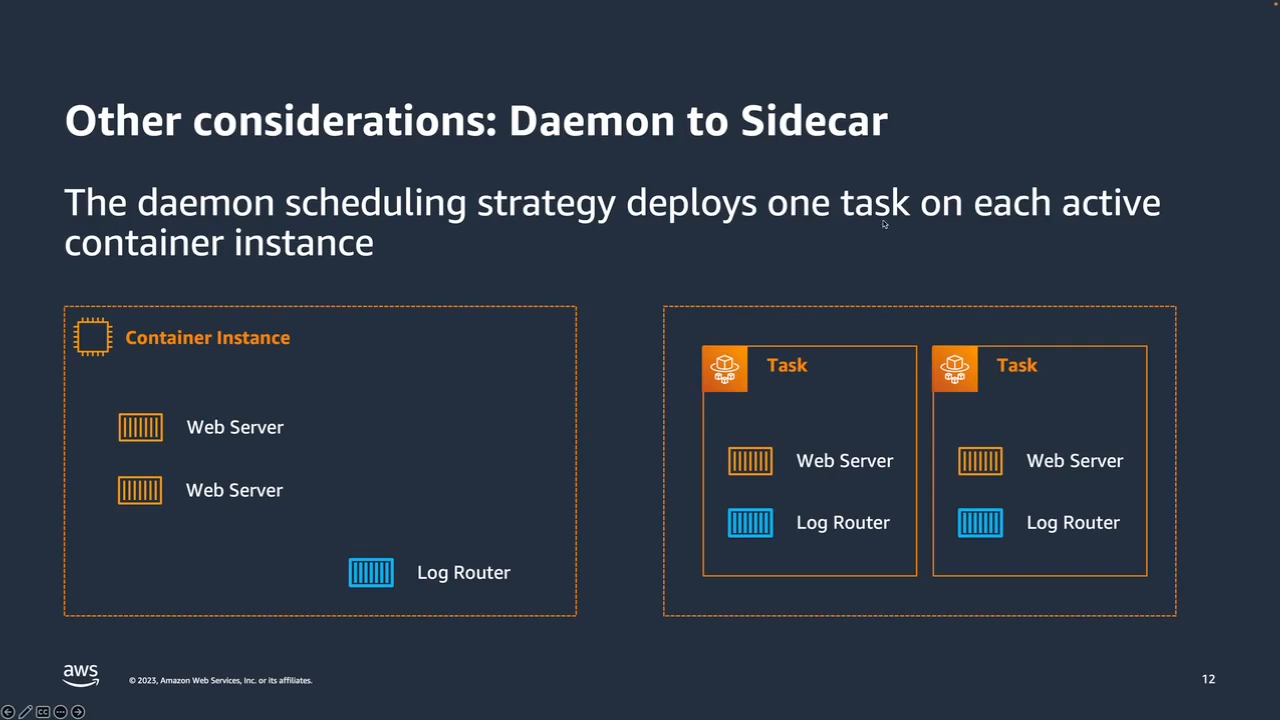 Other considerations: Daemon to Sidecar
The daemon scheduling strategy deploys one task on each active
container instance
Container Instance
Web Server
Web Server
Log Router
Task
Web Server
Log Router
Task
Web Server
Log Router
aws
© 2023, Amazon Web Services, Inc. or its affiliates.
12
CC